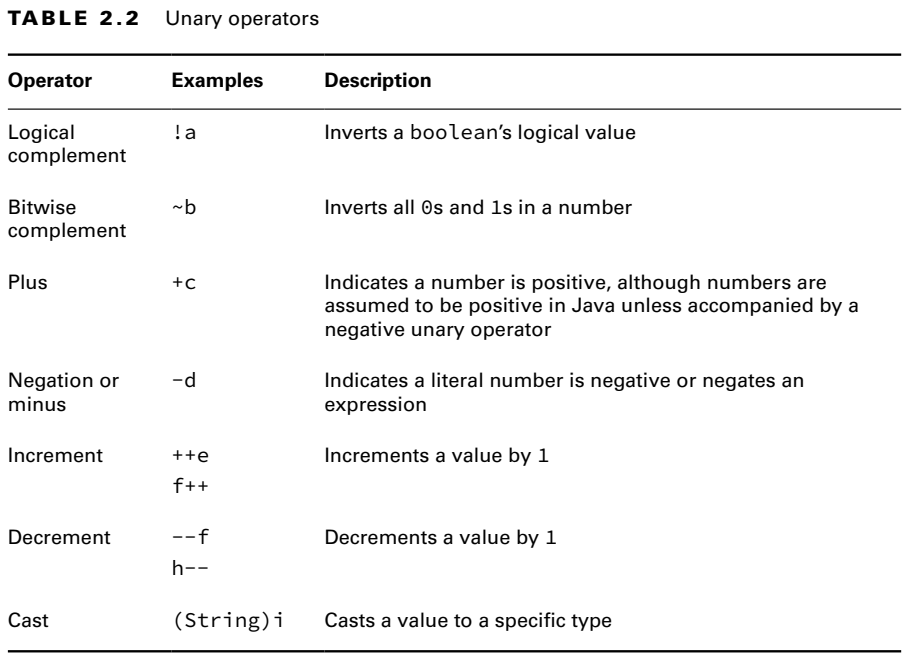 TABLE 2.2 Unary operators
Operator Examples Description
Logical complement !a Inverts a boolean's logical value
Bitwise complement ~b Inverts all 0s and 1s in a number
Plus +c Indicates a number is positive, although numbers are
assumed to be positive in Java unless accompanied by a
negative unary operator
Negation or minus -d Indicates a literal number is negative or negates an
expression
Increment ++e Increments a value by 1
f++
Decrement --f Decrements a value by 1
h--
Cast (String)i Casts a value to a specific type